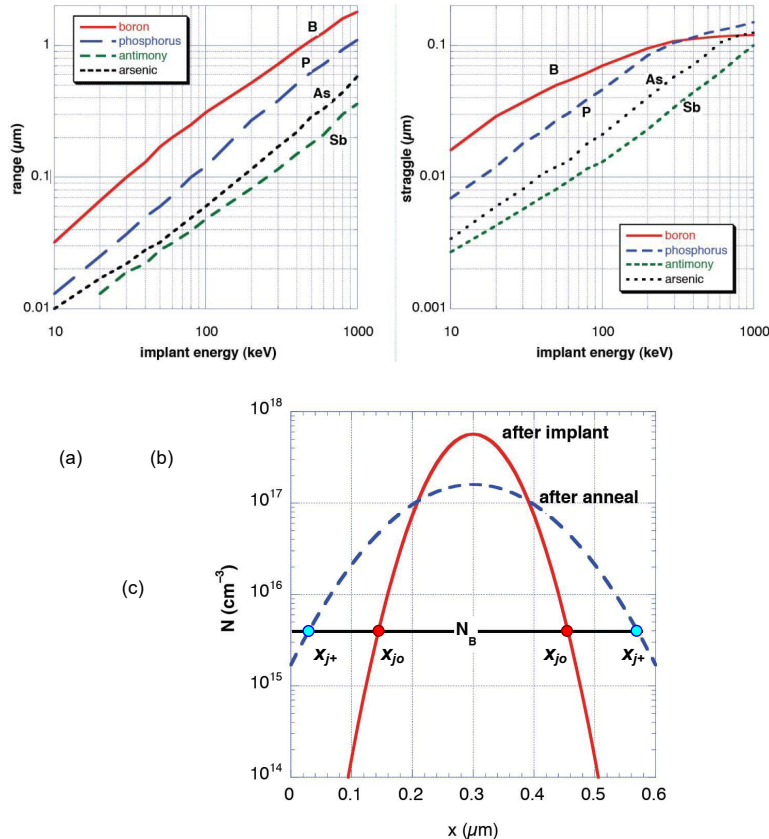 range (µm)
1
0.1
0.01
boron
phosphorus
antimony
arsenic
B
P
As
Sb
10
100
1000
implant energy (keV)
straggle (µm)
0.1
0.01
0.001
B
As
P
Sb
boron
phosphorus
antimony
arsenic
10
100
1000
implant energy (keV)
(a)
(b)
(c)
N (cm⁻³)
10¹⁸
10¹⁷
10¹⁶
10¹⁵
10¹⁴
after implant
after anneal
N_B
x_j+
x_jo
x_jo
x_j+
0
0.1
0.2
0.3
0.4
0.5
0.6
x (µm)